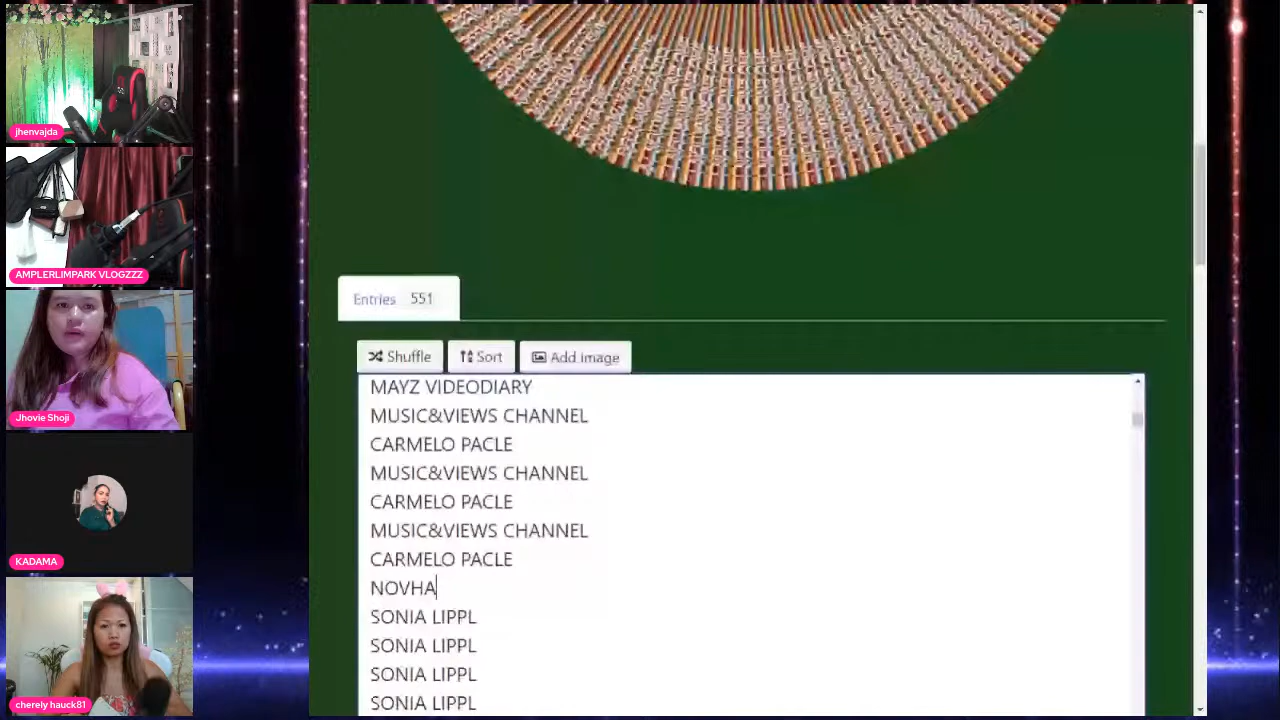 jhenvajda
AMPLERLIMPARK VLOGZZZ
Jhovie Shoji
KADAMA
cherely hauck81
Entries 551
Shuffle Sort Add image
MAYZ VIDEODIARY
MUSIC&VIEWS CHANNEL
CARMELO PACLE
MUSIC&VIEWS CHANNEL
CARMELO PACLE
MUSIC&VIEWS CHANNEL
CARMELO PACLE
NOVHA
SONIA LIPPL
SONIA LIPPL
SONIA LIPPL
SONIA LIPPL